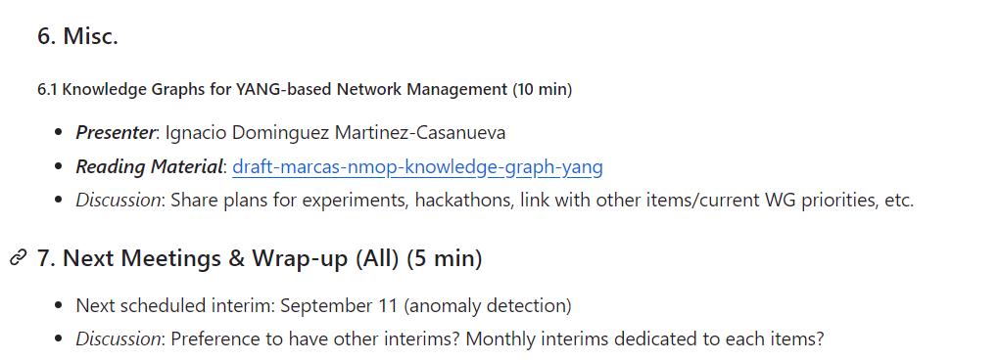 6. Misc.
6.1 Knowledge Graphs for YANG-based Network Management (10 min)
• Presenter: Ignacio Dominguez Martinez-Casanueva
• Reading Material: draft-marcas-nmop-knowledge-graph-yang
• Discussion: Share plans for experiments, hackathons, link with other items/current WG priorities, etc.
7. Next Meetings & Wrap-up (All) (5 min)
• Next scheduled interim: September 11 (anomaly detection)
• Discussion: Preference to have other interims? Monthly interims dedicated to each items?